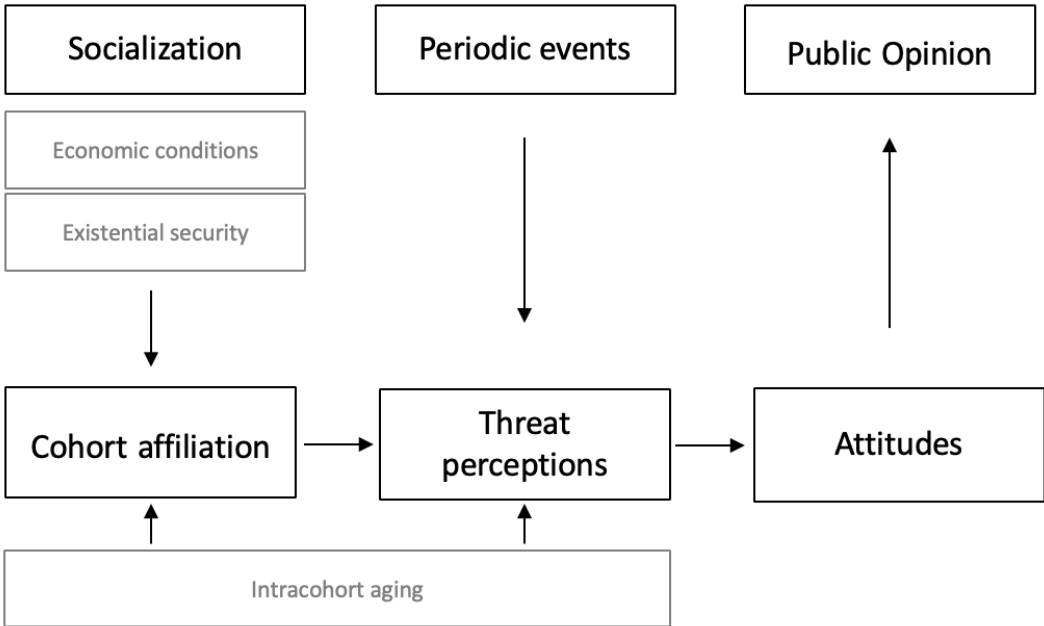 Socialization
Periodic events
Public Opinion
Economic conditions
Existential security
Cohort affiliation
Threat
perceptions
Attitudes
Intracohort aging